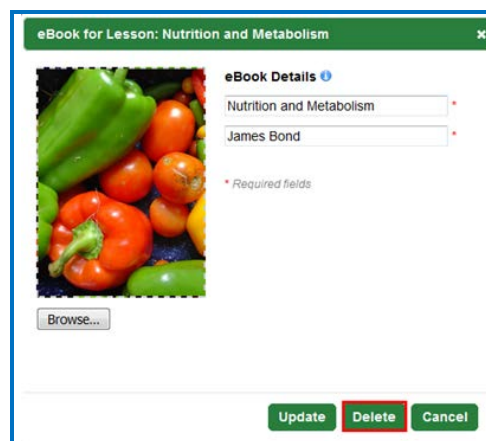 eBook for Lesson: Nutrition and Metabolism x
eBook Details i
Nutrition and Metabolism *
James Bond *
* Required fields
Browse...
Update Delete Cancel